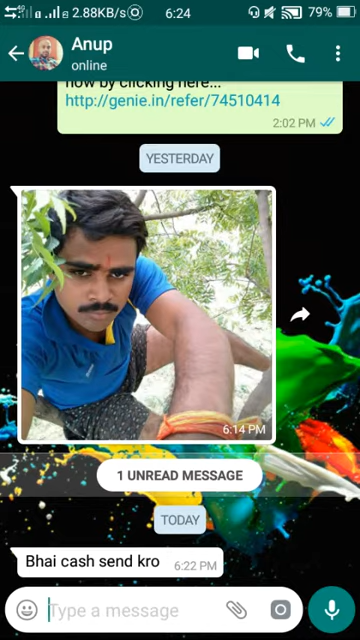 4G 2.88KB/s 6:24 79%
Anup
online
now by clicking here...
http://genie.in/refer/74510414
2:02 PM
YESTERDAY
6:14 PM
1 UNREAD MESSAGE
TODAY
Bhai cash send kro 6:22 PM
Type a message